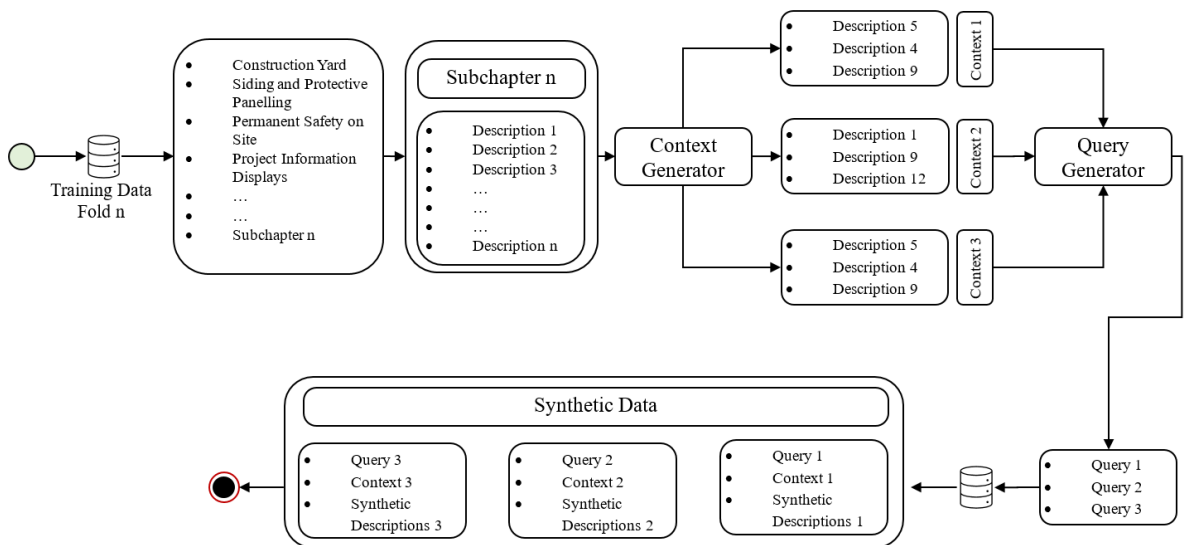 Training Data
Fold n
• Construction Yard
• Siding and Protective
Panelling
• Permanent Safety on
Site
• Project Information
Displays
• …
• …
• Subchapter n
Subchapter n
• Description 1
• Description 2
• Description 3
• …
• …
• …
• Description n
Context
Generator
• Description 5
• Description 4
• Description 9
Context 1
• Description 1
• Description 9
• Description 12
Context 2
• Description 5
• Description 4
• Description 9
Context 3
Query
Generator
• Query 1
• Query 2
• Query 3
Synthetic Data
• Query 3
• Context 3
• Synthetic
Descriptions 3
• Query 2
• Context 2
• Synthetic
Descriptions 2
• Query 1
• Context 1
• Synthetic
Descriptions 1